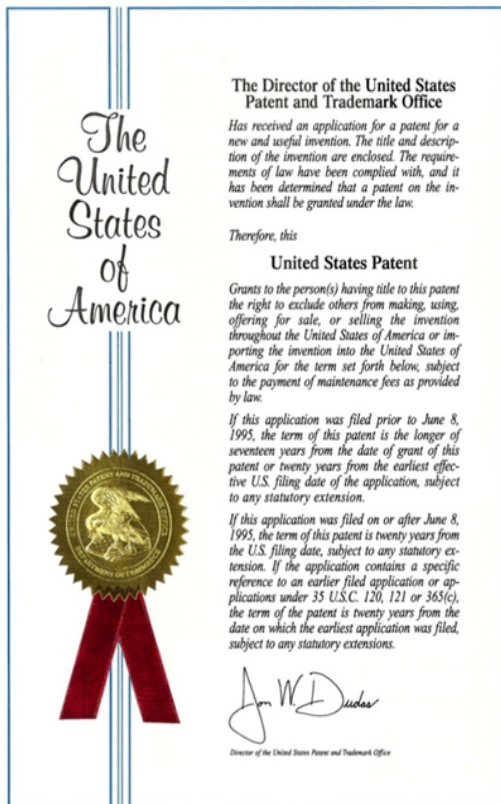 The
United
States
of
America
UNITED STATES PATENT AND TRADEMARK OFFICE
DEPARTMENT OF COMMERCE
The Director of the United States
Patent and Trademark Office
Has received an application for a patent for a
new and useful invention. The title and descrip-
tion of the invention are enclosed. The require-
ments of law have been complied with, and it
has been determined that a patent on the in-
vention shall be granted under the law.
Therefore, this
United States Patent
Grants to the person(s) having title to this patent
the right to exclude others from making, using,
offering for sale, or selling the invention
throughout the United States of America or im-
porting the invention into the United States of
America for the term set forth below, subject
to the payment of maintenance fees as provided
by law.
If this application was filed prior to June 8,
1995, the term of this patent is the longer of
seventeen years from the date of grant of this
patent or twenty years from the earliest effec-
tive U.S. filing date of the application, subject
to any statutory extension.
If this application was filed on or after June 8,
1995, the term of this patent is twenty years from
the U.S. filing date, subject to any statutory ex-
tension. If the application contains a specific
reference to an earlier filed application or ap-
plications under 35 U.S.C. 120, 121 or 365(c),
the term of the patent is twenty years from the
date on which the earliest application was filed,
subject to any statutory extensions.
Jon W. Dudas
Director of the United States Patent and Trademark Office